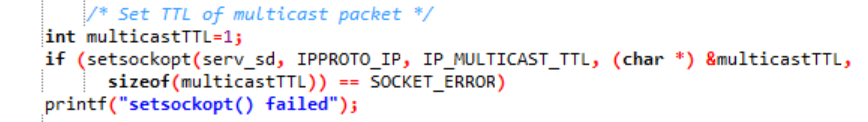 /* Set TTL of multicast packet */
int multicastTTL=1;
if (setsockopt(serv_sd, IPPROTO_IP, IP_MULTICAST_TTL, (char *) &multicastTTL,
sizeof(multicastTTL)) == SOCKET_ERROR)
printf("setsockopt() failed");